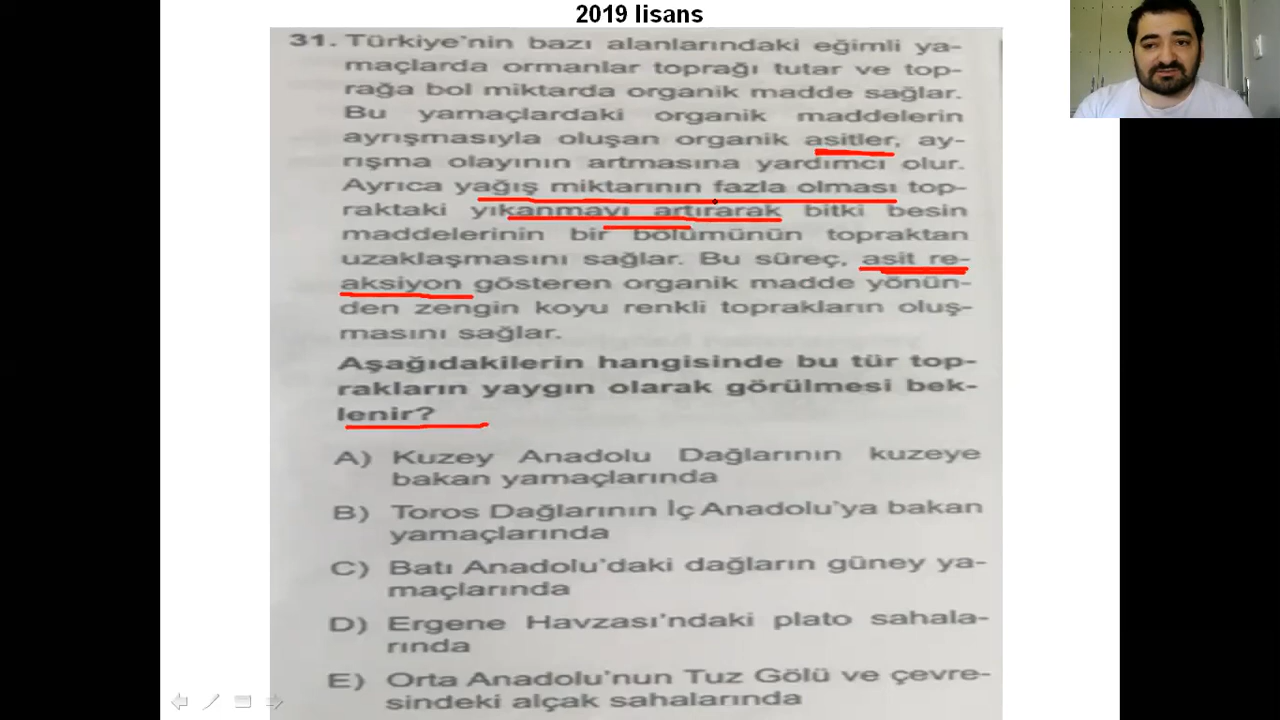 2019 lisans
31. Türkiye'nin bazı alanlarındaki eğimli ya-
maçlarda ormanlar toprağı tutar ve top-
rağa bol miktarda organik madde sağlar.
Bu yamaçlardaki organik maddelerin
ayrışmasıyla oluşan organik asitler, ay-
rışma olayının artmasına yardımcı olur.
Ayrıca yağış miktarının fazla olması top-
raktaki yıkanmayı artırarak bitki besin
maddelerinin bir bölümünün topraktan
uzaklaşmasını sağlar. Bu süreç, asit re-
aksiyon gösteren organik madde yönün-
den zengin koyu renkli toprakların oluş-
masını sağlar.
Aşağıdakilerin hangisinde bu tür top-
rakların yaygın olarak görülmesi bek-
lenir?
A) Kuzey Anadolu Dağlarının kuzeye
bakan yamaçlarında
B) Toros Dağlarının İç Anadolu'ya bakan
yamaçlarında
C) Batı Anadolu'daki dağların güney ya-
maçlarında
D) Ergene Havzası'ndaki plato sahala-
rında
E) Orta Anadolu'nun Tuz Gölü ve çevre-
sindeki alçak sahalarında